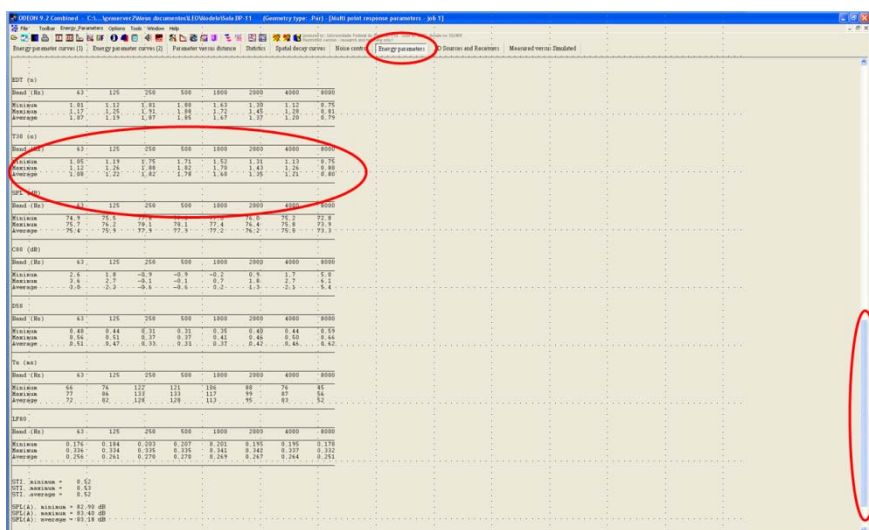 ODEON 9.2 Combined - C:\... (Geometry type: .Par) - [Multi point response parameters - job 1]
File Toolbar Energy_Parameters Options Tools Window Help
Energy parameter curves (1) Energy parameter curves (2) Parameter versus distance Statistics Spatial decay curves Noise control Energy parameters 3D Sources and Receivers Measured versus Simulated
EDT (s)
Band (Hz) 63 125 250 500 1000 2000 4000 8000
Minimum 1.01 1.12 1.81 1.80 1.63 1.30 1.12 0.75
Maximum 1.17 1.25 1.91 1.88 1.72 1.45 1.28 0.81
Average 1.07 1.19 1.87 1.85 1.67 1.37 1.20 0.79
T30 (s)
Band (Hz) 63 125 250 500 1000 2000 4000 8000
Minimum 1.05 1.19 1.75 1.71 1.52 1.31 1.13 0.75
Maximum 1.12 1.26 1.88 1.82 1.70 1.43 1.26 0.88
Average 1.08 1.22 1.82 1.78 1.60 1.35 1.21 0.80
SPL (dB)
Band (Hz) 63 125 250 500 1000 2000 4000 8000
Minimum 74.9 75.5 76.0 75.2 72.8
Maximum 75.7 76.2 78.1 78.1 77.4 76.4 75.8 73.9
Average 75.4 75.9 77.9 77.9 77.2 76.2 75.5 73.3
C80 (dB)
Band (Hz) 63 125 250 500 1000 2000 4000 8000
Minimum 2.6 1.8 -0.9 -0.9 -0.2 0.9 1.7 5.0
Maximum 3.6 2.7 -0.1 -0.1 0.7 1.8 2.7 6.1
Average 3.0 2.3 -0.6 -0.6 0.2 1.3 2.1 5.4
D50
Band (Hz) 63 125 250 500 1000 2000 4000 8000
Minimum 0.48 0.44 0.31 0.31 0.35 0.40 0.44 0.59
Maximum 0.56 0.51 0.37 0.37 0.41 0.46 0.50 0.66
Average 0.51 0.47 0.33 0.33 0.37 0.42 0.46 0.62
Ts (ms)
Band (Hz) 63 125 250 500 1000 2000 4000 8000
Minimum 66 76 122 121 106 88 76 45
Maximum 77 86 133 133 117 99 87 56
Average 72 82 128 128 113 95 83 52
LF80
Band (Hz) 63 125 250 500 1000 2000 4000 8000
Minimum 0.176 0.184 0.203 0.207 0.201 0.195 0.195 0.178
Maximum 0.336 0.334 0.335 0.335 0.341 0.342 0.337 0.332
Average 0.256 0.261 0.270 0.270 0.269 0.267 0.264 0.251
STI. minimum = 0.52
STI. maximum = 0.53
STI. average = 0.52
SPL(A). minimum = 82.90 dB
SPL(A). maximum = 83.40 dB
SPL(A). average = 83.18 dB